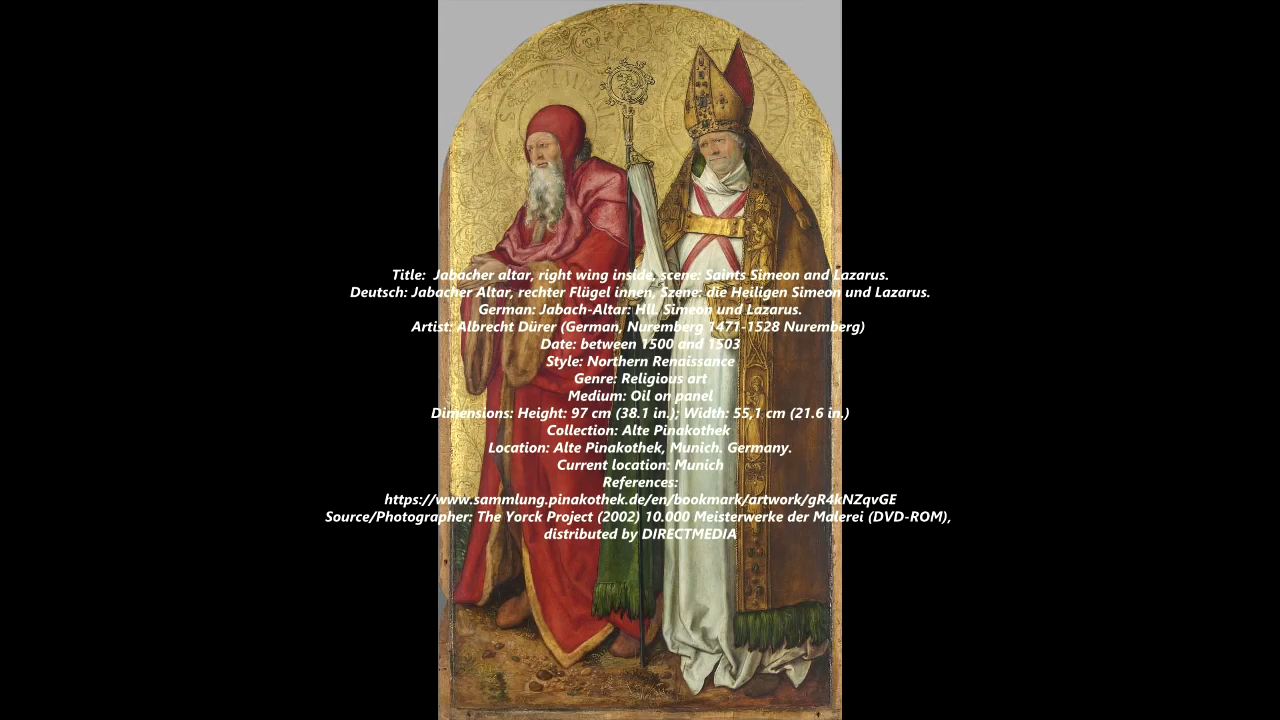 Title:  Jabacher altar, right wing inside, scene: Saints Simeon and Lazarus.
Deutsch: Jabacher Altar, rechter Flügel innen, Szene: die Heiligen Simeon und Lazarus.
German: Jabach-Altar: Hll. Simeon und Lazarus.
Artist: Albrecht Dürer (German, Nuremberg 1471-1528 Nuremberg)
Date: between 1500 and 1503
Style: Northern Renaissance
Genre: Religious art
Medium: Oil on panel
Dimensions: Height: 97 cm (38.1 in.); Width: 55,1 cm (21.6 in.)
Collection: Alte Pinakothek
Location: Alte Pinakothek, Munich. Germany.
Current location: Munich
References:
https://www.sammlung.pinakothek.de/en/bookmark/artwork/gR4kNZqvGE
Source/Photographer: The Yorck Project (2002) 10.000 Meisterwerke der Malerei (DVD-ROM),
distributed by DIRECTMEDIA